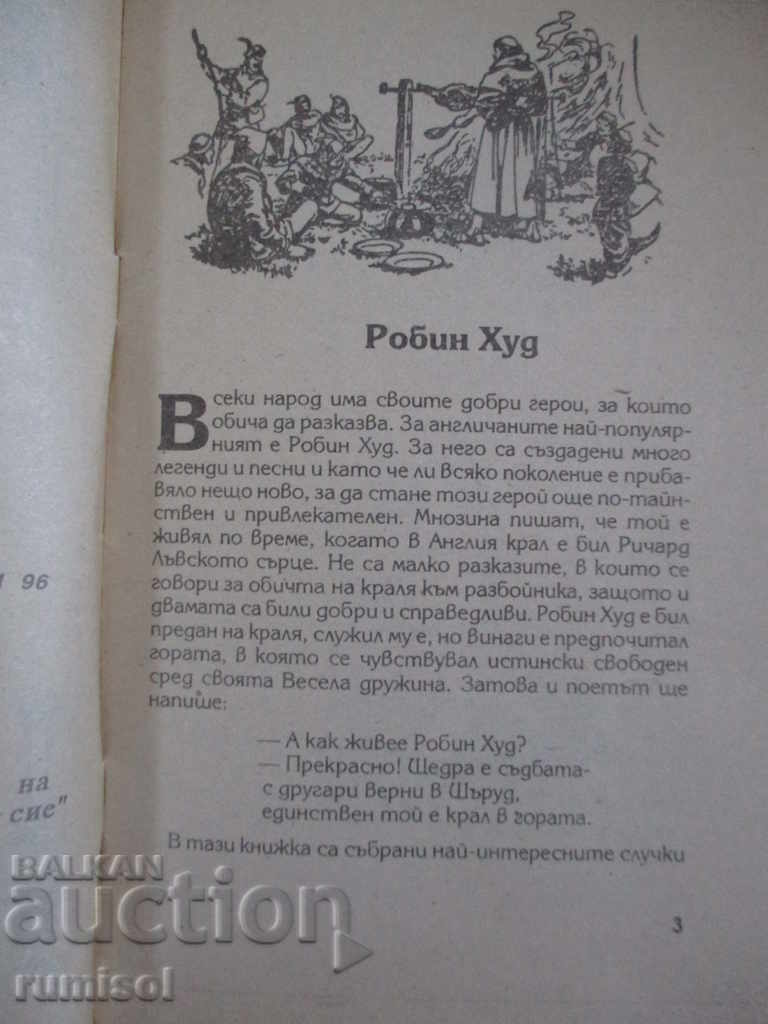 Робин Худ
Всеки народ има своите добри герои, за които
обича да разказва. За англичаните най-популяр-
ният е Робин Худ. За него са създадени много
легенди и песни и като че ли всяко поколение е приба-
вяло нещо ново, за да стане този герой още по-таин-
ствен и привлекателен. Мнозина пишат, че той е
живял по време, когато в Англия крал е бил Ричард
Лъвското сърце. Не са малко разказите, в които се
говори за обичта на краля към разбойника, защото и
двамата са били добри и справедливи. Робин Худ е бил
предан на краля, служил му е, но винаги е предпочитал
гората, в която се чувствувал истински свободен
сред своята Весела дружина. Затова и поетът ще
напише:
— А как живее Робин Худ?
— Прекрасно! Щедра е съдбата-
с другари верни в Шъруд,
единствен той е крал в гората.
В тази книжка са събрани най-интересните случки
3
96
на
сие"
BALKAN
auction
rumisol